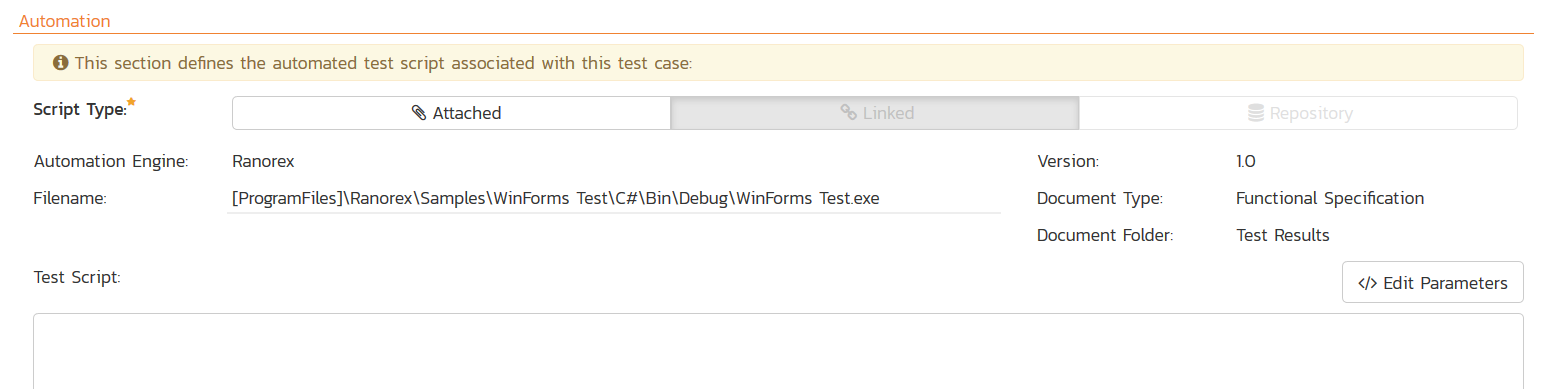 Automation
This section defines the automated test script associated with this test case:
Script Type: Attached Linked Repository
Automation Engine: Ranorex Version: 1.0
Filename: [ProgramFiles]\Ranorex\Samples\WinForms Test\C#\Bin\Debug\WinForms Test.exe Document Type: Functional Specification
Document Folder: Test Results
Test Script: </> Edit Parameters